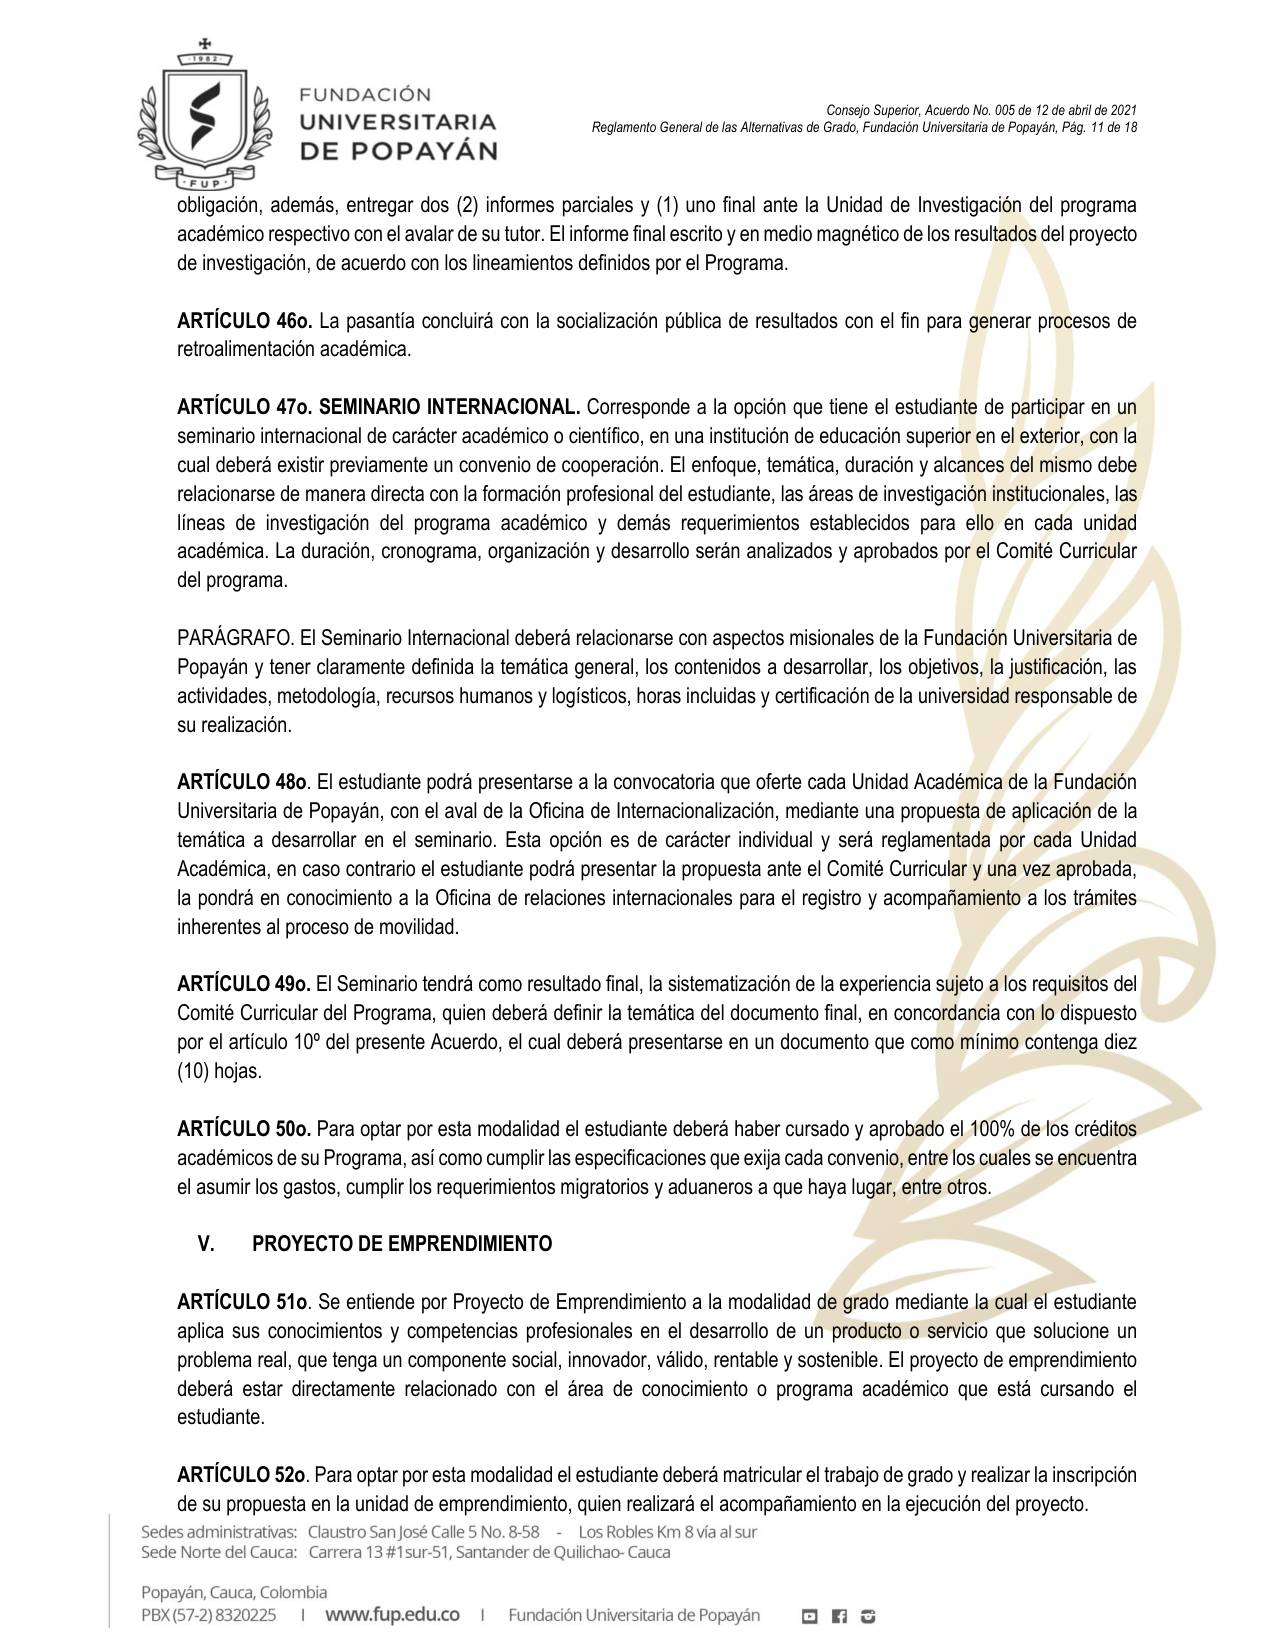 · 1 9 8 2 ·
FUNDACIÓN
UNIVERSITARIA
DE POPAYÁN
· F U P ·
Consejo Superior, Acuerdo No. 005 de 12 de abril de 2021
Reglamento General de las Alternativas de Grado, Fundación Universitaria de Popayán, Pág. 11 de 18
obligación, además, entregar dos (2) informes parciales y (1) uno final ante la Unidad de Investigación del programa
académico respectivo con el avalar de su tutor. El informe final escrito y en medio magnético de los resultados del proyecto
de investigación, de acuerdo con los lineamientos definidos por el Programa.
ARTÍCULO 46o. La pasantía concluirá con la socialización pública de resultados con el fin para generar procesos de
retroalimentación académica.
ARTÍCULO 47o. SEMINARIO INTERNACIONAL. Corresponde a la opción que tiene el estudiante de participar en un
seminario internacional de carácter académico o científico, en una institución de educación superior en el exterior, con la
cual deberá existir previamente un convenio de cooperación. El enfoque, temática, duración y alcances del mismo debe
relacionarse de manera directa con la formación profesional del estudiante, las áreas de investigación institucionales, las
líneas de investigación del programa académico y demás requerimientos establecidos para ello en cada unidad
académica. La duración, cronograma, organización y desarrollo serán analizados y aprobados por el Comité Curricular
del programa.
PARÁGRAFO. El Seminario Internacional deberá relacionarse con aspectos misionales de la Fundación Universitaria de
Popayán y tener claramente definida la temática general, los contenidos a desarrollar, los objetivos, la justificación, las
actividades, metodología, recursos humanos y logísticos, horas incluidas y certificación de la universidad responsable de
su realización.
ARTÍCULO 48o. El estudiante podrá presentarse a la convocatoria que oferte cada Unidad Académica de la Fundación
Universitaria de Popayán, con el aval de la Oficina de Internacionalización, mediante una propuesta de aplicación de la
temática a desarrollar en el seminario. Esta opción es de carácter individual y será reglamentada por cada Unidad
Académica, en caso contrario el estudiante podrá presentar la propuesta ante el Comité Curricular y una vez aprobada,
la pondrá en conocimiento a la Oficina de relaciones internacionales para el registro y acompañamiento a los trámites
inherentes al proceso de movilidad.
ARTÍCULO 49o. El Seminario tendrá como resultado final, la sistematización de la experiencia sujeto a los requisitos del
Comité Curricular del Programa, quien deberá definir la temática del documento final, en concordancia con lo dispuesto
por el artículo 10º del presente Acuerdo, el cual deberá presentarse en un documento que como mínimo contenga diez
(10) hojas.
ARTÍCULO 50o. Para optar por esta modalidad el estudiante deberá haber cursado y aprobado el 100% de los créditos
académicos de su Programa, así como cumplir las especificaciones que exija cada convenio, entre los cuales se encuentra
el asumir los gastos, cumplir los requerimientos migratorios y aduaneros a que haya lugar, entre otros.
V. PROYECTO DE EMPRENDIMIENTO
ARTÍCULO 51o. Se entiende por Proyecto de Emprendimiento a la modalidad de grado mediante la cual el estudiante
aplica sus conocimientos y competencias profesionales en el desarrollo de un producto o servicio que solucione un
problema real, que tenga un componente social, innovador, válido, rentable y sostenible. El proyecto de emprendimiento
deberá estar directamente relacionado con el área de conocimiento o programa académico que está cursando el
estudiante.
ARTÍCULO 52o. Para optar por esta modalidad el estudiante deberá matricular el trabajo de grado y realizar la inscripción
de su propuesta en la unidad de emprendimiento, quien realizará el acompañamiento en la ejecución del proyecto.
Sedes administrativas: Claustro San José Calle 5 No. 8-58 - Los Robles Km 8 vía al sur
Sede Norte del Cauca: Carrera 13 #1sur-51, Santander de Quilichao- Cauca
Popayán, Cauca, Colombia
PBX (57-2) 8320225 | www.fup.edu.co | Fundación Universitaria de Popayán